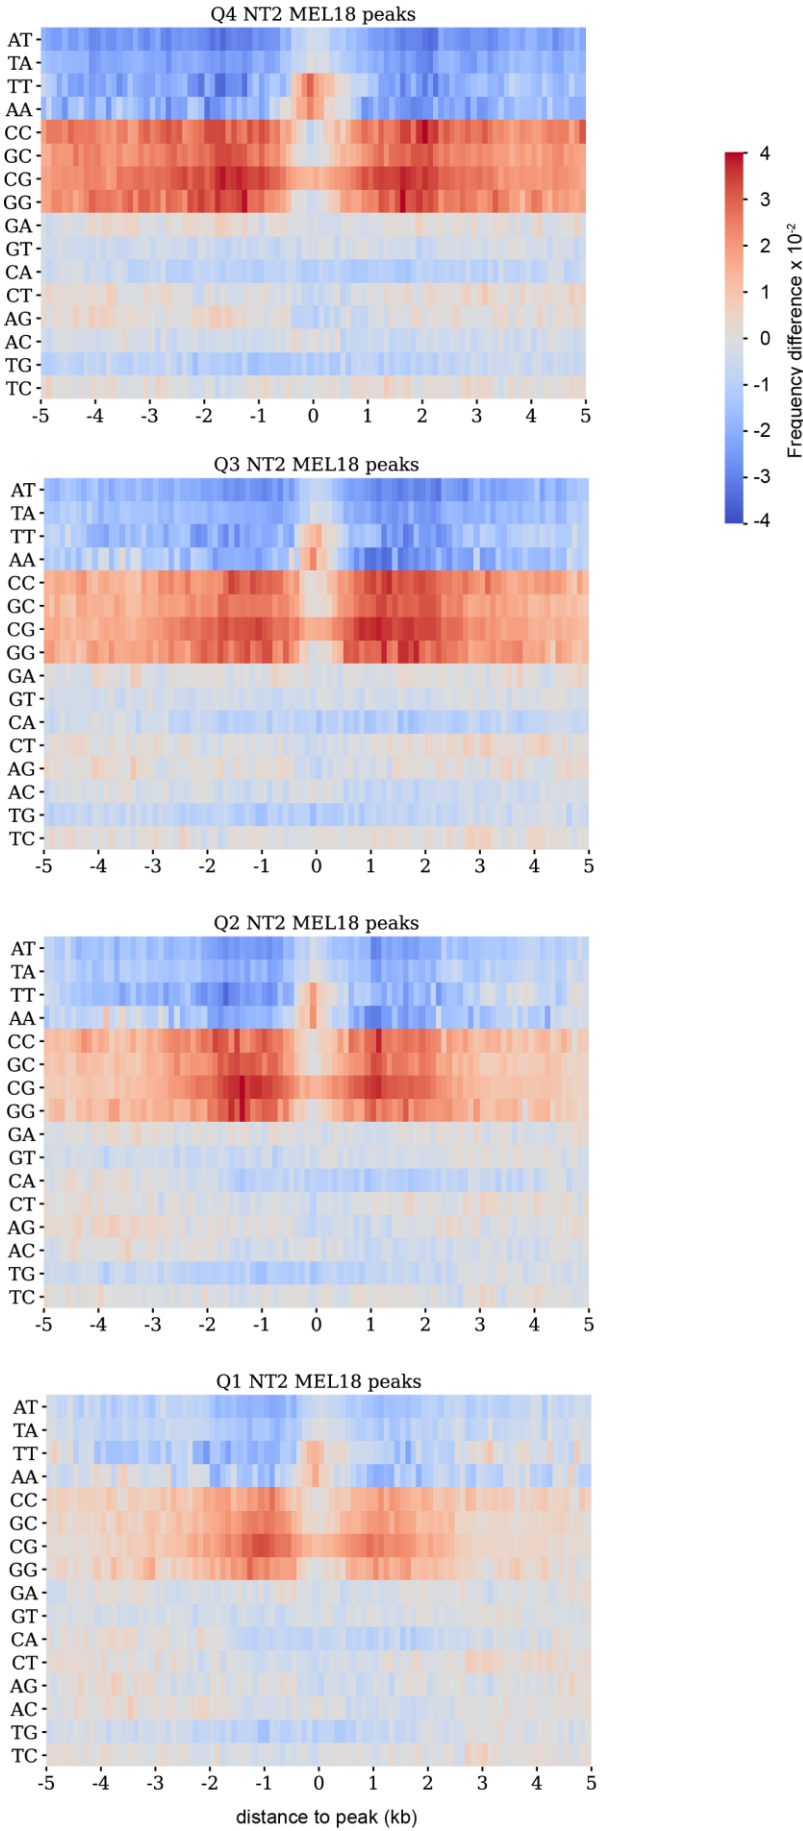 Q4 NT2 MEL18 peaks
AT
TA
TT
AA
CC
GC
CG
GG
GA
GT
CA
CT
AG
AC
TG
TC
-5 -4 -3 -2 -1 0 1 2 3 4 5
4
3
2
1
0
-1
-2
-3
-4
Frequency difference x 10⁻²
Q3 NT2 MEL18 peaks
AT
TA
TT
AA
CC
GC
CG
GG
GA
GT
CA
CT
AG
AC
TG
TC
-5 -4 -3 -2 -1 0 1 2 3 4 5
Q2 NT2 MEL18 peaks
AT
TA
TT
AA
CC
GC
CG
GG
GA
GT
CA
CT
AG
AC
TG
TC
-5 -4 -3 -2 -1 0 1 2 3 4 5
Q1 NT2 MEL18 peaks
AT
TA
TT
AA
CC
GC
CG
GG
GA
GT
CA
CT
AG
AC
TG
TC
-5 -4 -3 -2 -1 0 1 2 3 4 5
distance to peak (kb)